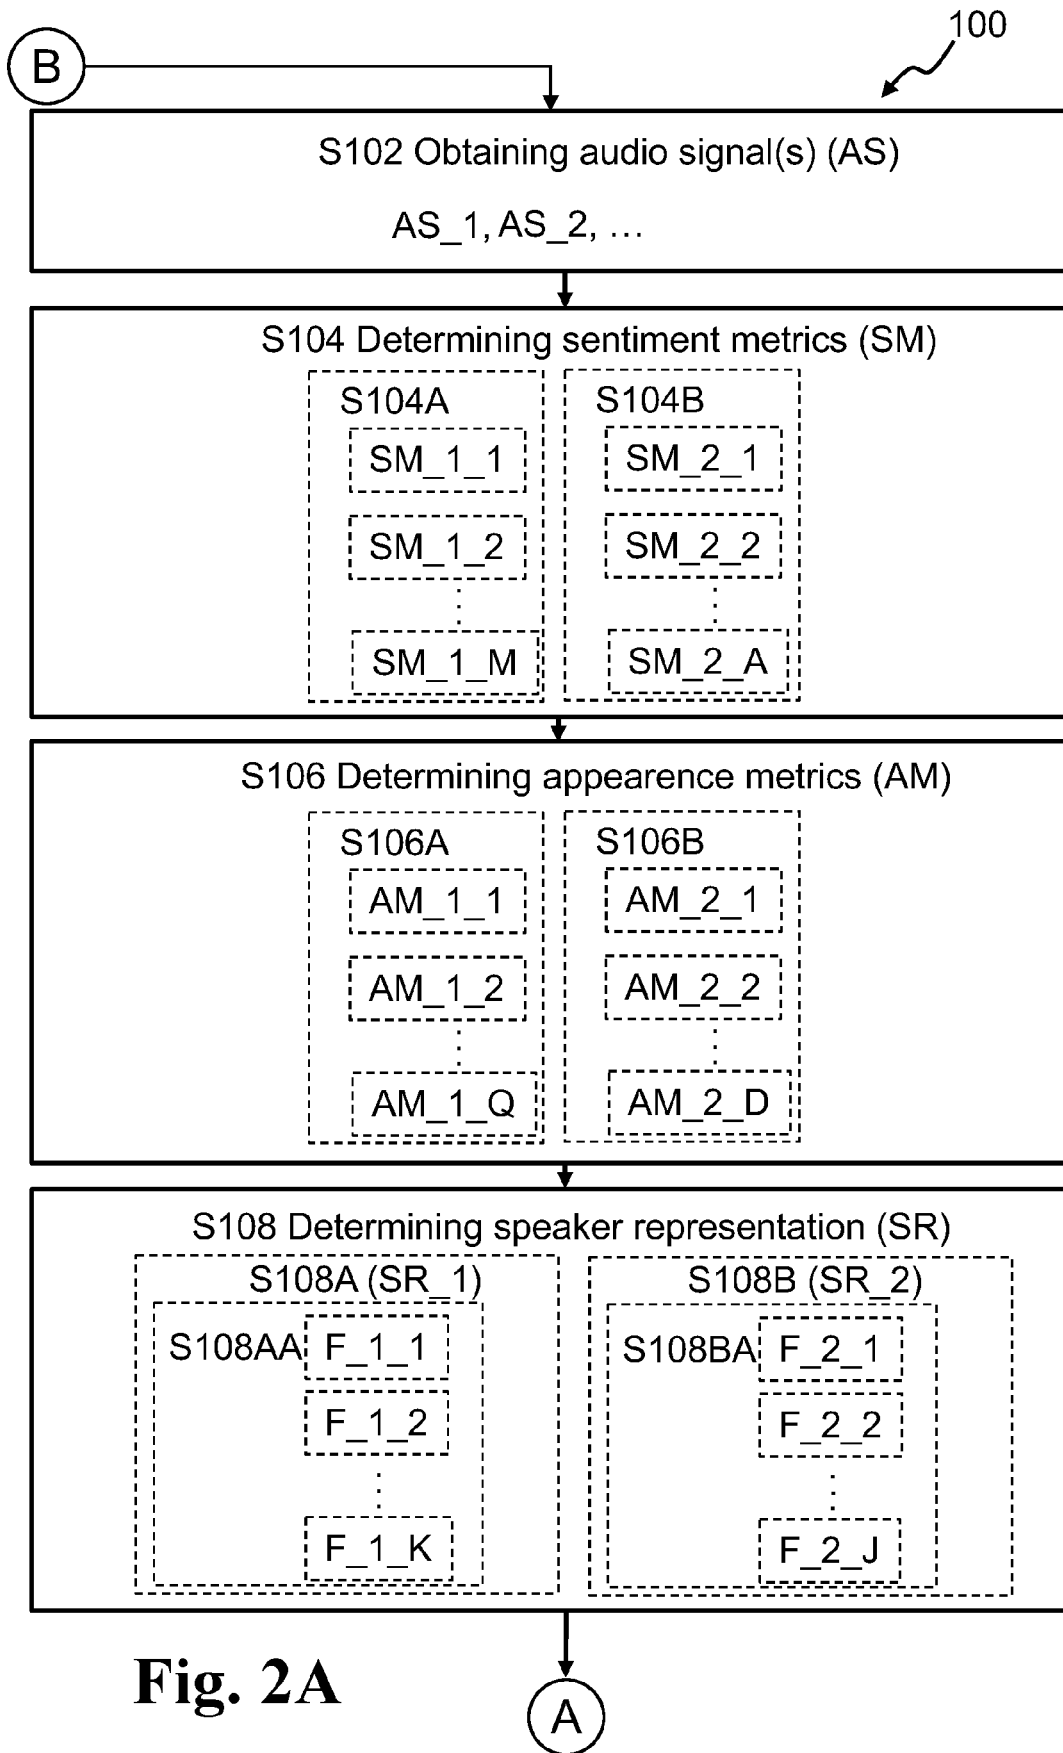 100
B
S102 Obtaining audio signal(s) (AS)
AS_1, AS_2, ...
S104 Determining sentiment metrics (SM)
S104A S104B
SM_1_1 SM_2_1
SM_1_2 SM_2_2
SM_1_M SM_2_A
S106 Determining appearence metrics (AM)
S106A S106B
AM_1_1 AM_2_1
AM_1_2 AM_2_2
AM_1_Q AM_2_D
S108 Determining speaker representation (SR)
S108A (SR_1) S108B (SR_2)
S108AA F_1_1 S108BA F_2_1
F_1_2 F_2_2
F_1_K F_2_J
Fig. 2A
A